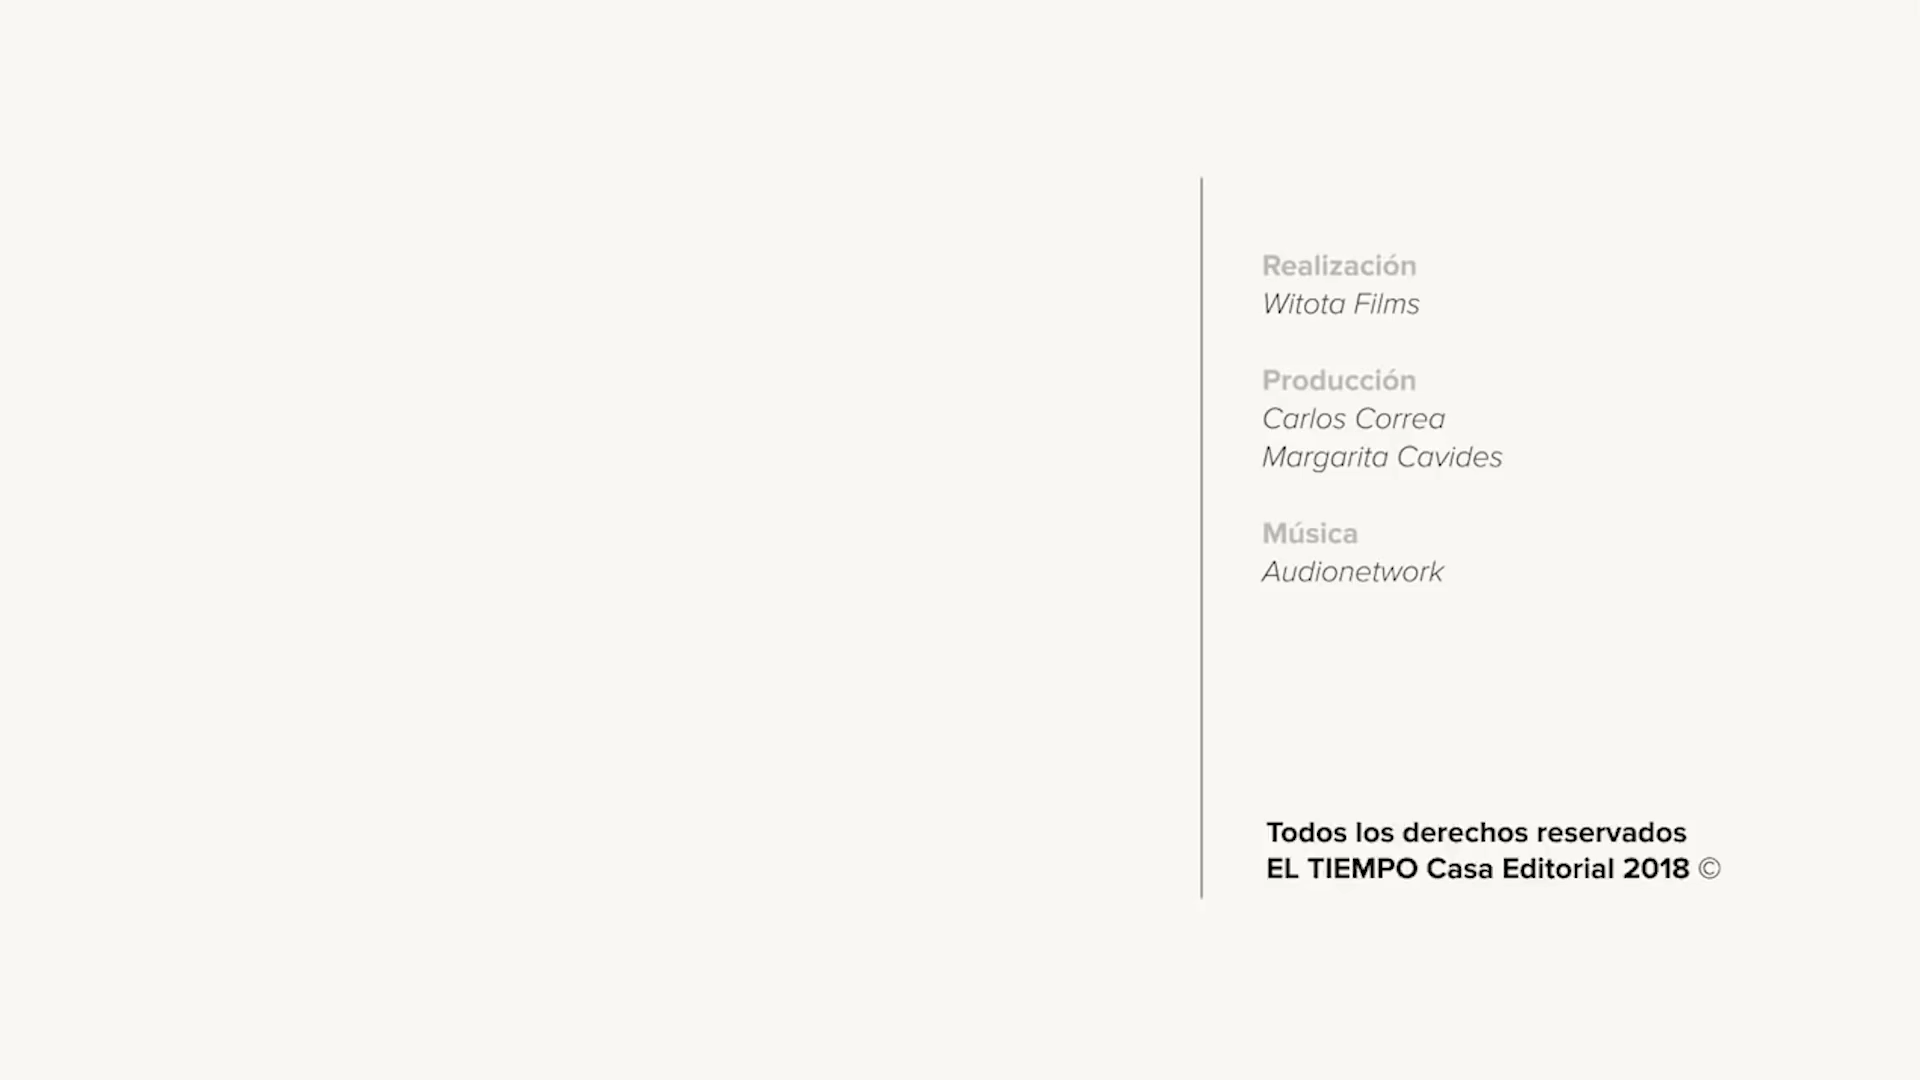 Realización
Witota Films
Producción
Carlos Correa
Margarita Cavides
Música
Audionetwork
Todos los derechos reservados
EL TIEMPO Casa Editorial 2018 ©